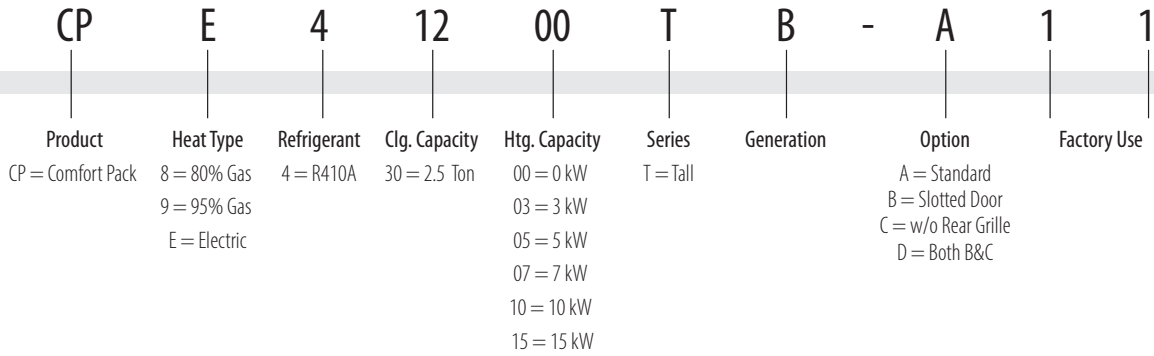 CP E 4 12 00 T B - A 1 1
Product Heat Type Refrigerant Clg. Capacity Htg. Capacity Series Generation Option Factory Use
CP = Comfort Pack 8 = 80% Gas 4 = R410A 30 = 2.5 Ton 00 = 0 kW T = Tall A = Standard
9 = 95% Gas 03 = 3 kW B = Slotted Door
E = Electric 05 = 5 kW C = w/o Rear Grille
07 = 7 kW D = Both B&C
10 = 10 kW
15 = 15 kW